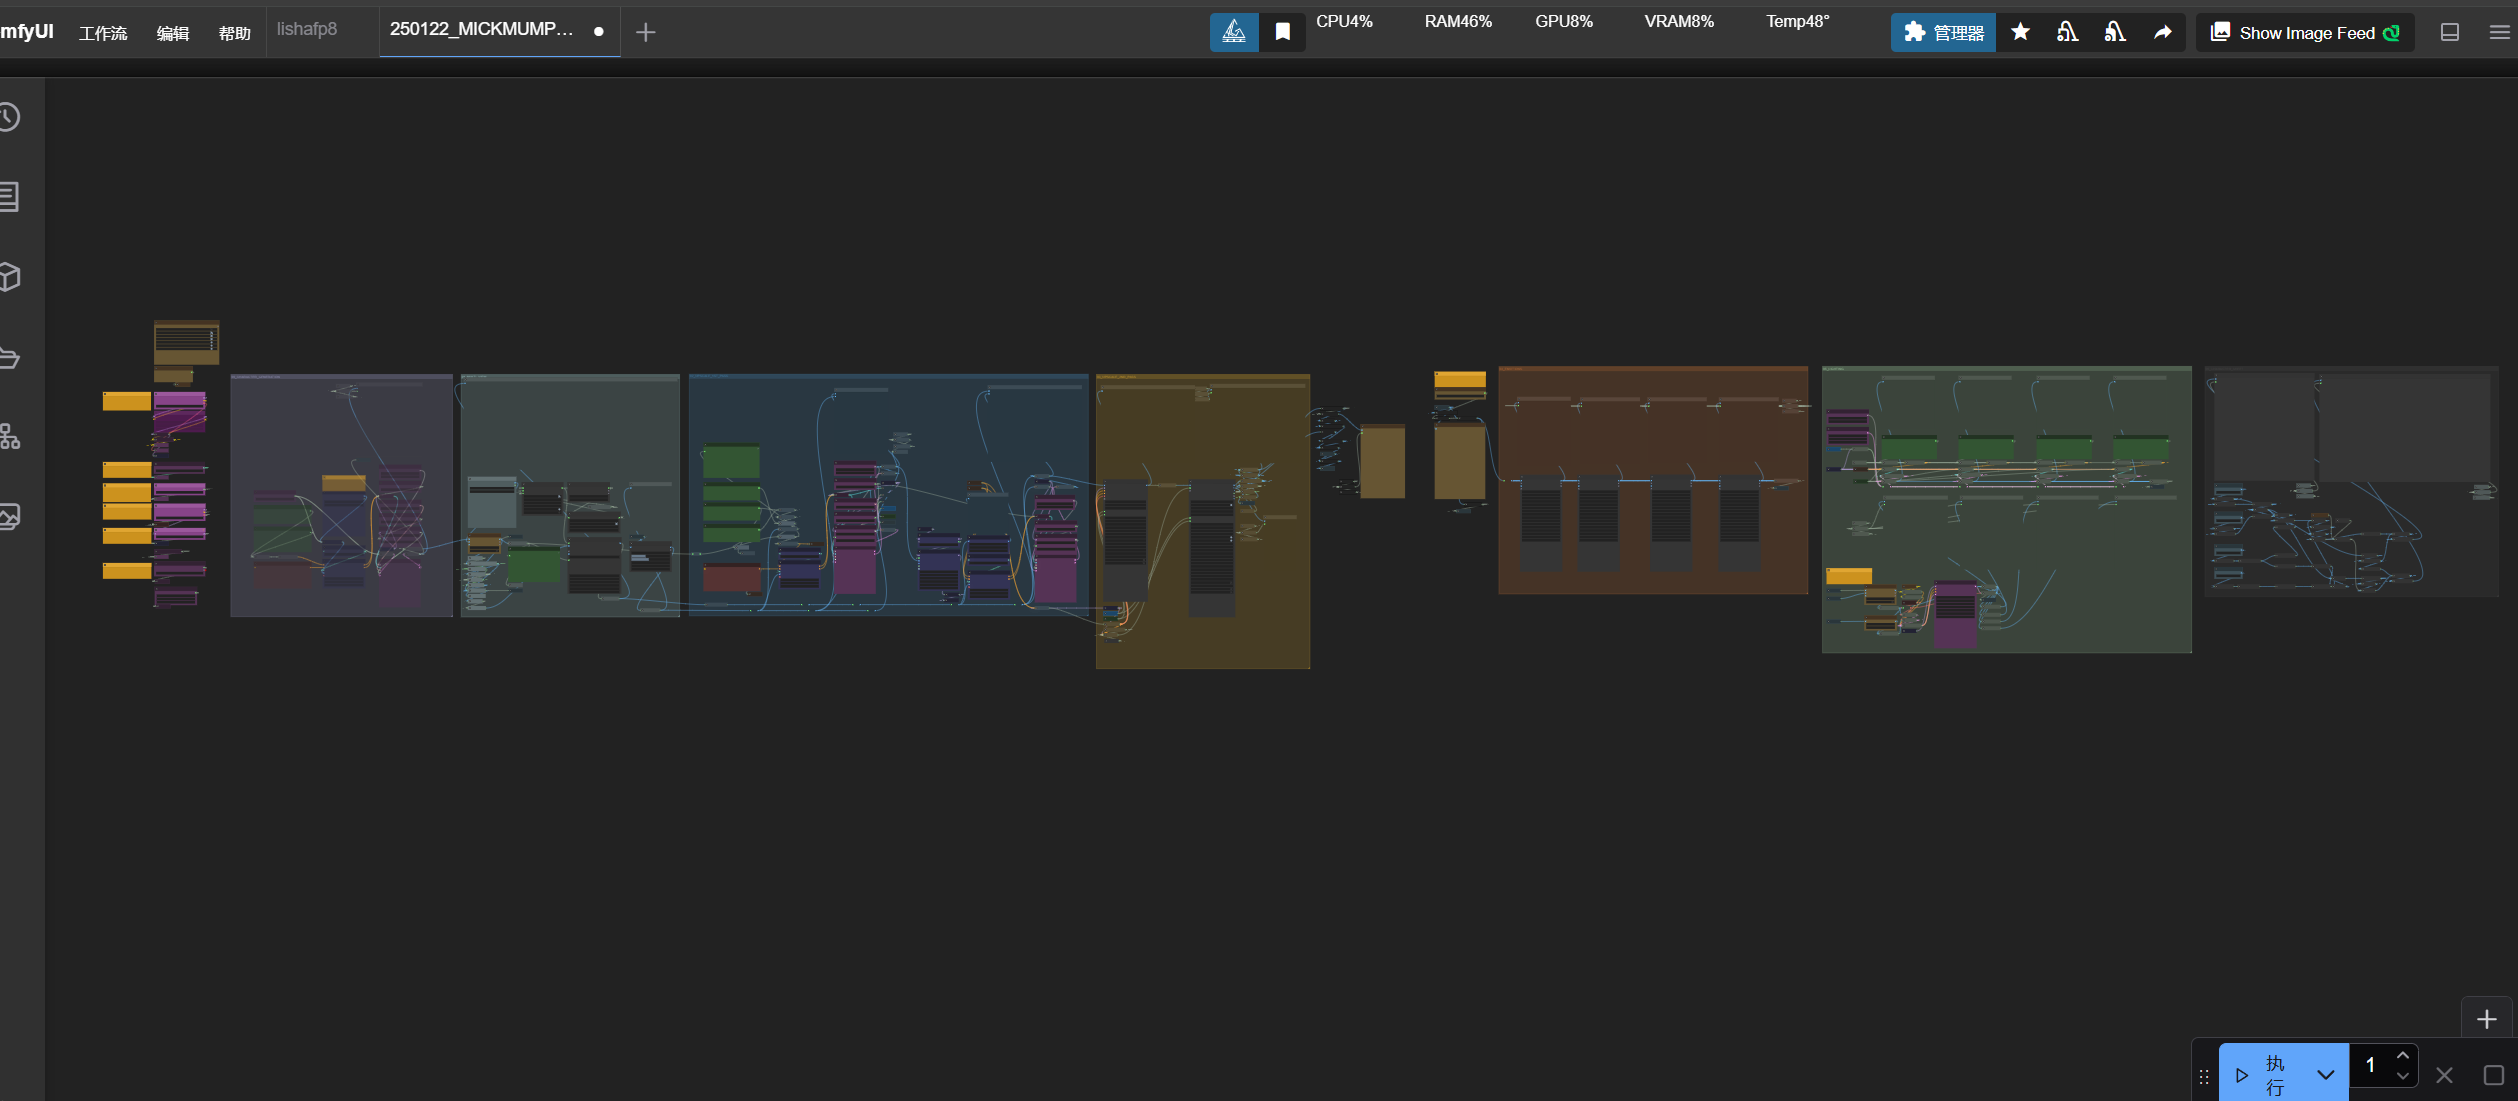 mfyUI 工作流 编辑 帮助 lishafp8 250122_MICKMUMP... CPU4% RAM46% GPU8% VRAM8% Temp48° 管理器 Show Image Feed
执行 1